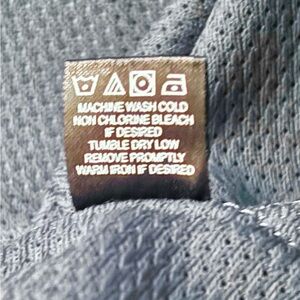 MACHINE WASH COLD
NON CHLORINE BLEACH
IF DESIRED
TUMBLE DRY LOW
REMOVE PROMPTLY
WARM IRON IF DESIRED